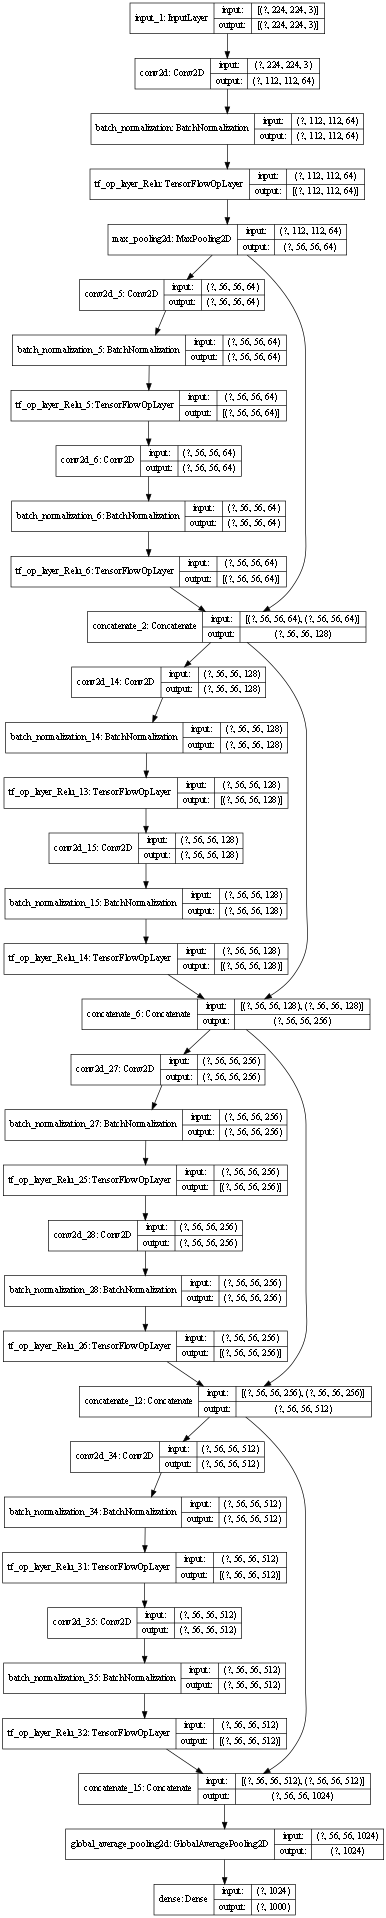 input_1: InputLayer input: [(?, 224, 224, 3)]
output: [(?, 224, 224, 3)]
conv2d: Conv2D input: (?, 224, 224, 3)
output: (?, 112, 112, 64)
batch_normalization: BatchNormalization input: (?, 112, 112, 64)
output: (?, 112, 112, 64)
tf_op_layer_Relu: TensorFlowOpLayer input: (?, 112, 112, 64)
output: [(?, 112, 112, 64)]
max_pooling2d: MaxPooling2D input: (?, 112, 112, 64)
output: (?, 56, 56, 64)
conv2d_5: Conv2D input: (?, 56, 56, 64)
output: (?, 56, 56, 64)
batch_normalization_5: BatchNormalization input: (?, 56, 56, 64)
output: (?, 56, 56, 64)
tf_op_layer_Relu_5: TensorFlowOpLayer input: (?, 56, 56, 64)
output: [(?, 56, 56, 64)]
conv2d_6: Conv2D input: (?, 56, 56, 64)
output: (?, 56, 56, 64)
batch_normalization_6: BatchNormalization input: (?, 56, 56, 64)
output: (?, 56, 56, 64)
tf_op_layer_Relu_6: TensorFlowOpLayer input: (?, 56, 56, 64)
output: [(?, 56, 56, 64)]
concatenate_2: Concatenate input: [(?, 56, 56, 64), (?, 56, 56, 64)]
output: (?, 56, 56, 128)
conv2d_14: Conv2D input: (?, 56, 56, 128)
output: (?, 56, 56, 128)
batch_normalization_14: BatchNormalization input: (?, 56, 56, 128)
output: (?, 56, 56, 128)
tf_op_layer_Relu_13: TensorFlowOpLayer input: (?, 56, 56, 128)
output: [(?, 56, 56, 128)]
conv2d_15: Conv2D input: (?, 56, 56, 128)
output: (?, 56, 56, 128)
batch_normalization_15: BatchNormalization input: (?, 56, 56, 128)
output: (?, 56, 56, 128)
tf_op_layer_Relu_14: TensorFlowOpLayer input: (?, 56, 56, 128)
output: [(?, 56, 56, 128)]
concatenate_6: Concatenate input: [(?, 56, 56, 128), (?, 56, 56, 128)]
output: (?, 56, 56, 256)
conv2d_27: Conv2D input: (?, 56, 56, 256)
output: (?, 56, 56, 256)
batch_normalization_27: BatchNormalization input: (?, 56, 56, 256)
output: (?, 56, 56, 256)
tf_op_layer_Relu_25: TensorFlowOpLayer input: (?, 56, 56, 256)
output: [(?, 56, 56, 256)]
conv2d_28: Conv2D input: (?, 56, 56, 256)
output: (?, 56, 56, 256)
batch_normalization_28: BatchNormalization input: (?, 56, 56, 256)
output: (?, 56, 56, 256)
tf_op_layer_Relu_26: TensorFlowOpLayer input: (?, 56, 56, 256)
output: [(?, 56, 56, 256)]
concatenate_12: Concatenate input: [(?, 56, 56, 256), (?, 56, 56, 256)]
output: (?, 56, 56, 512)
conv2d_34: Conv2D input: (?, 56, 56, 512)
output: (?, 56, 56, 512)
batch_normalization_34: BatchNormalization input: (?, 56, 56, 512)
output: (?, 56, 56, 512)
tf_op_layer_Relu_31: TensorFlowOpLayer input: (?, 56, 56, 512)
output: [(?, 56, 56, 512)]
conv2d_35: Conv2D input: (?, 56, 56, 512)
output: (?, 56, 56, 512)
batch_normalization_35: BatchNormalization input: (?, 56, 56, 512)
output: (?, 56, 56, 512)
tf_op_layer_Relu_32: TensorFlowOpLayer input: (?, 56, 56, 512)
output: [(?, 56, 56, 512)]
concatenate_15: Concatenate input: [(?, 56, 56, 512), (?, 56, 56, 512)]
output: (?, 56, 56, 1024)
global_average_pooling2d: GlobalAveragePooling2D input: (?, 56, 56, 1024)
output: (?, 1024)
dense: Dense input: (?, 1024)
output: (?, 1000)